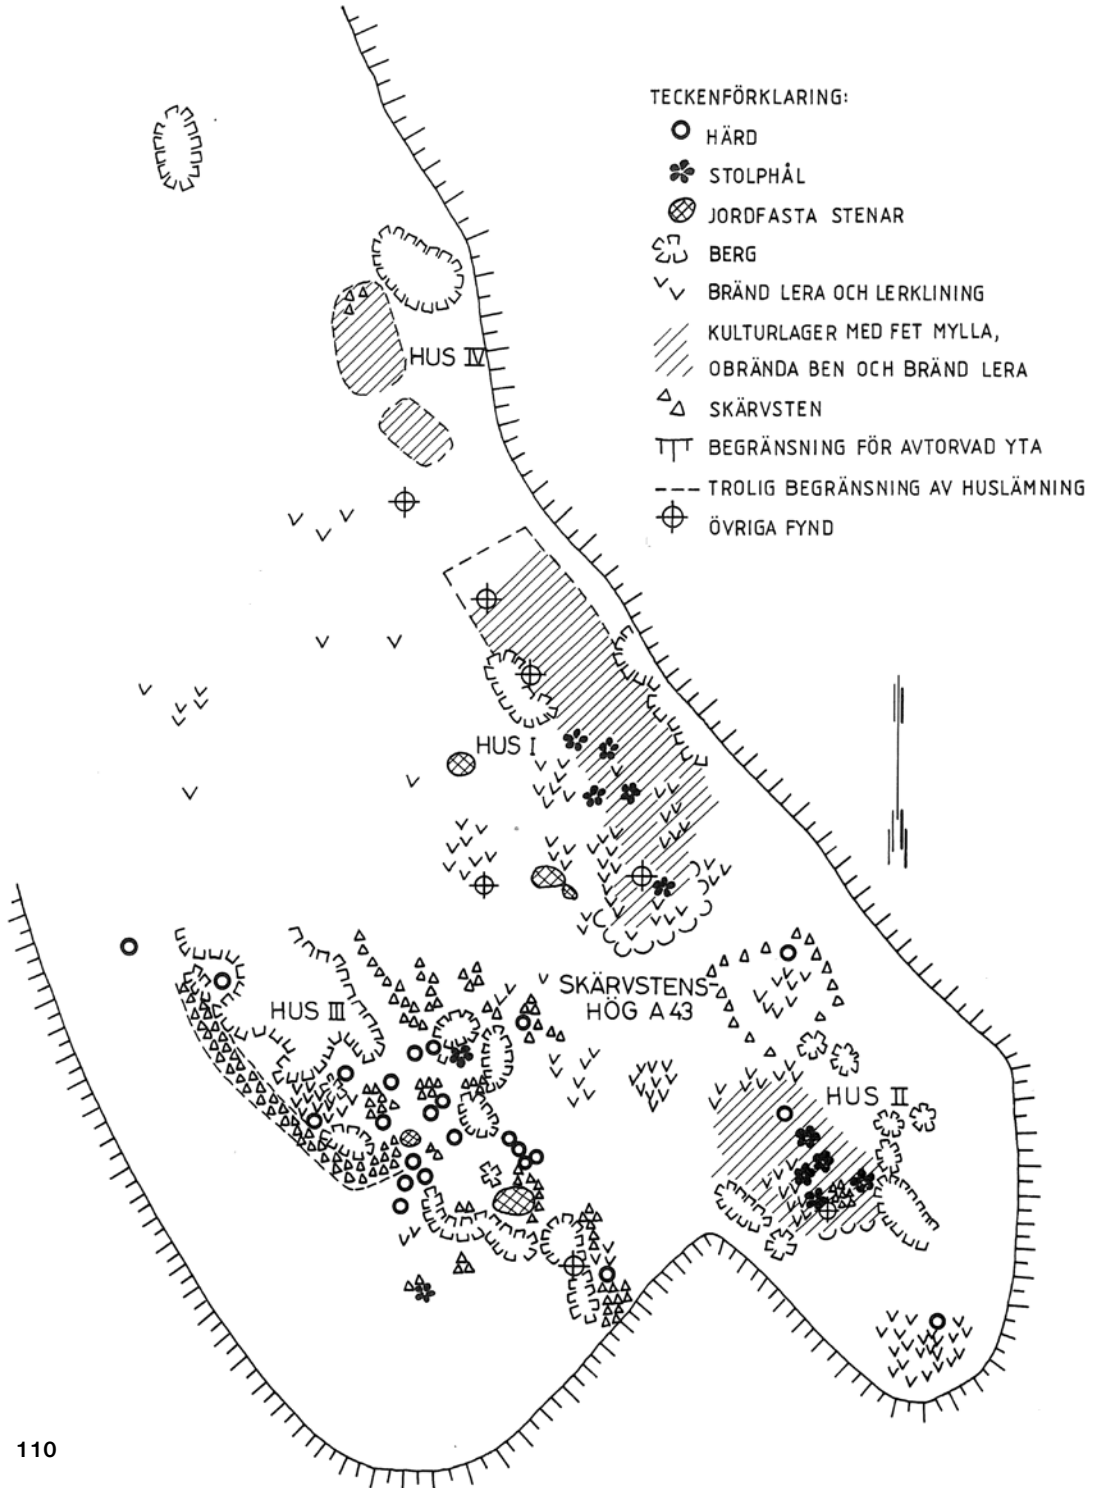 TECKENFÖRKLARING:
HÄRD
STOLPHÅL
JORDFASTA STENAR
BERG
BRÄND LERA OCH LERKLINING
KULTURLAGER MED FET MYLLA,
OBRÄNDA BEN OCH BRÄND LERA
SKÄRVSTEN
BEGRÄNSNING FÖR AVTORVAD YTA
TROLIG BEGRÄNSNING AV HUSLÄMNING
ÖVRIGA FYND
HUS IV
HUS I
SKÄRVSTENS-
HÖG A 43
HUS III
HUS II
110